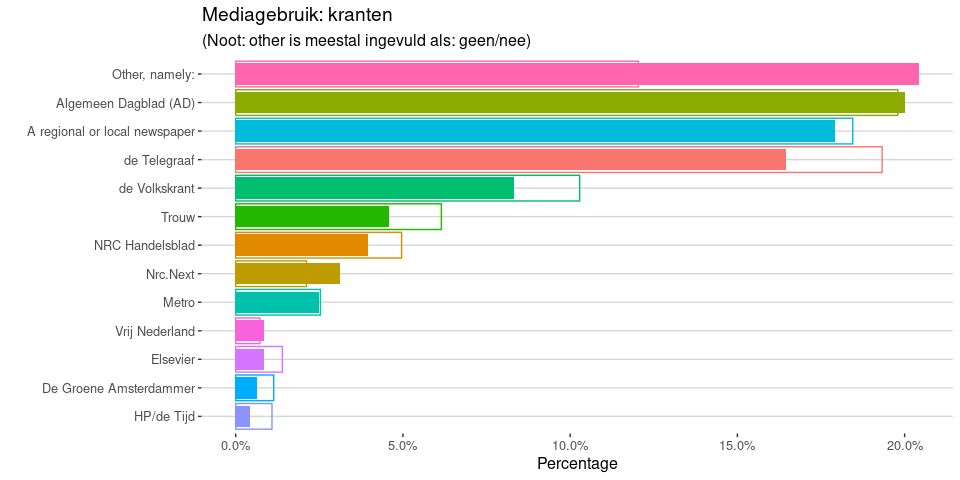 Mediagebruik: kranten
(Noot: other is meestal ingevuld als: geen/nee)
Other, namely:
Algemeen Dagblad (AD)
A regional or local newspaper
de Telegraaf
de Volkskrant
Trouw
NRC Handelsblad
Nrc.Next
Metro
Vrij Nederland
Elsevier
De Groene Amsterdammer
HP/de Tijd
0.0% 5.0% 10.0% 15.0% 20.0%
Percentage